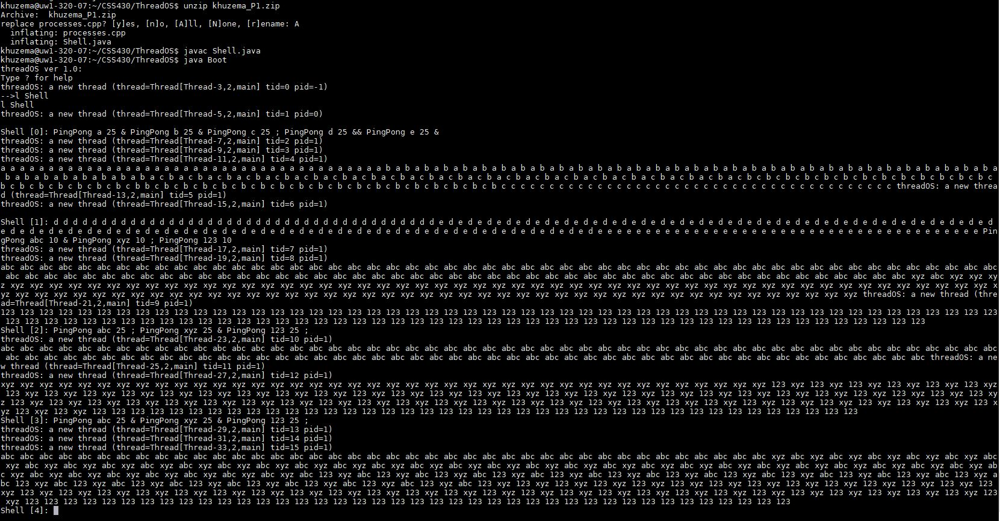 khuzema@uw1-320-07:~/CSS430/ThreadOS$ unzip khuzema_P1.zip
Archive:  khuzema_P1.zip
replace processes.cpp? [y]es, [n]o, [A]ll, [N]one, [r]ename: A
  inflating: processes.cpp
  inflating: Shell.java
khuzema@uw1-320-07:~/CSS430/ThreadOS$ javac Shell.java
khuzema@uw1-320-07:~/CSS430/ThreadOS$ java Boot
threadOS ver 1.0:
Type ? for help
threadOS: a new thread (thread=Thread[Thread-3,2,main] tid=0 pid=-1)
-->l Shell
l Shell
threadOS: a new thread (thread=Thread[Thread-5,2,main] tid=1 pid=0)
Shell [0]: PingPong a 25 & PingPong b 25 & PingPong c 25 ; PingPong d 25 && PingPong e 25 &
threadOS: a new thread (thread=Thread[Thread-7,2,main] tid=2 pid=1)
threadOS: a new thread (thread=Thread[Thread-9,2,main] tid=3 pid=1)
threadOS: a new thread (thread=Thread[Thread-11,2,main] tid=4 pid=1)
a a a a a a a a a a a a a a a a a a a a a a a a a a a a a a a a a a a a a a a a b a b a b a b a b a b a b a b a b a b a b a b a b a b a b a b a b a b a b a b a b a b a b a b a b a b a b a b a b a b a b a b a
 b a b a b a b a b a b a b a b a c b a c b a c b a c b a c b a c b a c b a c b a c b a c b a c b a c b a c b a c b a c b a c b a c b a c b a c b a c b c b c b c b c b c b c b c b c b c b c b c b c b c
b c b c b c b c b c b c b c b b c b c b c b c b c b c b c b c b c b c b c b c b c b c b c b c b c b c b c c c c c c c c c c c c c c c c c c c c c c c c c c c c c c c c c c c c c c c c c threadOS: a new threa
d (thread=Thread[Thread-13,2,main] tid=5 pid=1)
threadOS: a new thread (thread=Thread[Thread-15,2,main] tid=6 pid=1)
Shell [1]: d d d d d d d d d d d d d d d d d d d d d d d d d d d d d d d d d d d d d d d d e d e d e d e d e d e d e d e d e d e d e d e d e d e d e d e d e d e d e d e d e d e d e d e d e d e d e d e d e d
e d e d e d e d e d e d e d e d e d e d e d e d e d e d e d e d e d e d e d e d e d e d e d e d e d e d e d e d e d e d e d e e e e e e e e e e e e e e e e e e e e e e e e e e e e e e e e e e e e e e e e Pin
gPong abc 10 & PingPong xyz 10 ; PingPong 123 10
threadOS: a new thread (thread=Thread[Thread-17,2,main] tid=7 pid=1)
threadOS: a new thread (thread=Thread[Thread-19,2,main] tid=8 pid=1)
abc abc abc abc abc abc abc abc abc abc abc abc abc abc abc abc abc abc abc abc abc abc abc abc abc abc abc abc abc abc abc abc abc abc abc abc abc abc abc abc abc abc abc abc abc abc abc abc abc abc abc abc
 abc abc abc abc abc abc abc abc abc abc abc abc abc abc abc abc abc abc abc abc abc abc abc abc abc abc abc abc abc abc abc abc abc abc abc abc abc abc abc abc abc abc abc abc abc abc abc xyz abc xyz xyz xy
z xyz xyz xyz xyz xyz xyz xyz xyz xyz xyz xyz xyz xyz xyz xyz xyz xyz xyz xyz xyz xyz xyz xyz xyz xyz xyz xyz xyz xyz xyz xyz xyz xyz xyz xyz xyz xyz xyz xyz xyz xyz xyz xyz xyz xyz xyz xyz xyz xyz xyz xyz x
yz xyz xyz xyz xyz xyz xyz xyz xyz xyz xyz xyz xyz xyz xyz xyz xyz xyz xyz xyz xyz xyz xyz xyz xyz xyz xyz xyz xyz xyz xyz xyz xyz xyz xyz xyz xyz xyz xyz xyz xyz xyz xyz xyz xyz threadOS: a new thread (thre
ad=Thread[Thread-21,2,main] tid=9 pid=1)
123 123 123 123 123 123 123 123 123 123 123 123 123 123 123 123 123 123 123 123 123 123 123 123 123 123 123 123 123 123 123 123 123 123 123 123 123 123 123 123 123 123 123 123 123 123 123 123 123 123 123 123
 123 123 123 123 123 123 123 123 123 123 123 123 123 123 123 123 123 123 123 123 123 123 123 123 123 123 123 123 123 123 123 123 123 123 123 123 123 123 123 123 123 123 123 123 123 123 123 123
Shell [2]: PingPong abc 25 ; PingPong xyz 25 & PingPong 123 25 ;
threadOS: a new thread (thread=Thread[Thread-23,2,main] tid=10 pid=1)
abc abc abc abc abc abc abc abc abc abc abc abc abc abc abc abc abc abc abc abc abc abc abc abc abc abc abc abc abc abc abc abc abc abc abc abc abc abc abc abc abc abc abc abc abc abc abc abc abc abc abc abc
 abc abc abc abc abc abc abc abc abc abc abc abc abc abc abc abc abc abc abc abc abc abc abc abc abc abc abc abc abc abc abc abc abc abc abc abc abc abc abc abc abc abc abc abc abc abc abc abc threadOS: a ne
w thread (thread=Thread[Thread-25,2,main] tid=11 pid=1)
threadOS: a new thread (thread=Thread[Thread-27,2,main] tid=12 pid=1)
xyz xyz xyz xyz xyz xyz xyz xyz xyz xyz xyz xyz xyz xyz xyz xyz xyz xyz xyz xyz xyz xyz xyz xyz xyz xyz xyz xyz xyz xyz xyz xyz xyz xyz xyz xyz xyz xyz xyz xyz 123 xyz 123 xyz 123 xyz 123 xyz 123 xyz 123 xyz
 123 xyz 123 xyz 123 xyz 123 xyz 123 xyz 123 xyz 123 xyz 123 xyz 123 xyz 123 xyz 123 xyz 123 xyz 123 xyz 123 xyz 123 xyz 123 xyz 123 xyz 123 xyz 123 xyz 123 xyz 123 xyz 123 xyz 123 xyz 123 xyz 123 xyz 123 xy
z 123 xyz 123 xyz 123 xyz 123 xyz 123 xyz 123 xyz 123 xyz 123 xyz 123 xyz 123 xyz 123 xyz 123 xyz 123 xyz 123 xyz 123 xyz 123 xyz 123 xyz 123 xyz 123 xyz 123 xyz 123 xyz 123 xyz 123 xyz 123 xyz 123 xyz 123 x
yz 123 xyz 123 xyz 123 123 123 123 123 123 123 123 123 123 123 123 123 123 123 123 123 123 123 123 123 123 123 123 123 123 123 123 123 123 123 123 123 123 123 123 123 123 123 123
Shell [3]: PingPong abc 25 & PingPong xyz 25 & PingPong 123 25 ;
threadOS: a new thread (thread=Thread[Thread-29,2,main] tid=13 pid=1)
threadOS: a new thread (thread=Thread[Thread-31,2,main] tid=14 pid=1)
threadOS: a new thread (thread=Thread[Thread-33,2,main] tid=15 pid=1)
abc abc abc abc abc abc abc abc abc abc abc abc abc abc abc abc abc abc abc abc abc abc abc abc abc abc abc abc abc abc abc abc abc abc abc abc abc abc abc abc xyz abc xyz abc xyz abc xyz abc xyz abc xyz abc
 xyz abc xyz abc xyz abc xyz abc xyz abc xyz abc xyz abc xyz abc xyz abc xyz abc xyz abc xyz abc xyz abc xyz abc xyz abc xyz abc xyz abc xyz abc xyz abc xyz abc xyz abc xyz abc xyz abc xyz abc xyz abc xyz ab
c xyz abc xyz abc xyz abc xyz abc xyz abc xyz abc xyz abc xyz abc 123 xyz abc 123 xyz abc 123 xyz abc 123 xyz abc 123 xyz abc 123 xyz abc 123 xyz abc 123 xyz abc 123 xyz abc 123 xyz abc 123 xyz abc 123 xyz a
bc 123 xyz abc 123 xyz abc 123 xyz abc 123 xyz abc 123 xyz abc 123 xyz abc 123 xyz abc 123 xyz abc 123 xyz 123 xyz 123 xyz 123 xyz 123 xyz 123 xyz 123 xyz 123 xyz 123 xyz 123 xyz 123 xyz 123 xyz 123 xyz 123
xyz 123 xyz 123 xyz 123 xyz 123 xyz 123 xyz 123 xyz 123 xyz 123 xyz 123 xyz 123 xyz 123 xyz 123 xyz 123 xyz 123 xyz 123 xyz 123 xyz 123 xyz 123 xyz 123 xyz 123 xyz 123 xyz 123 xyz 123 xyz 123 xyz 123 xyz 123
 xyz 123 123 123 123 123 123 123 123 123 123 123 123 123 123 123 123 123 123 123 123 123 123 123 123 123 123 123 123 123 123 123 123 123 123 123 123 123 123 123 123
Shell [4]: